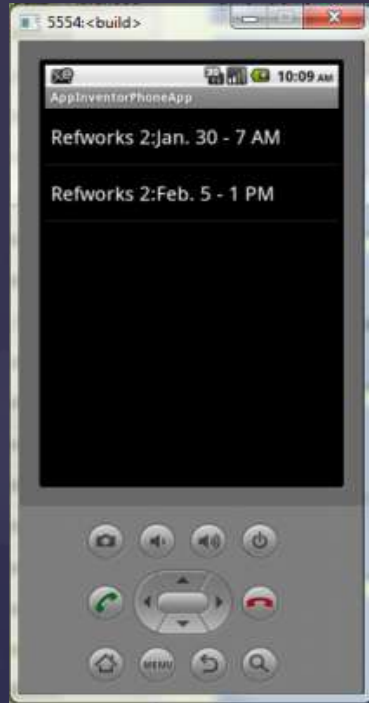 5554:<build>
10:09 AM
AppInventorPhoneApp
Refworks 2:Jan. 30 - 7 AM
Refworks 2:Feb. 5 - 1 PM
MENU